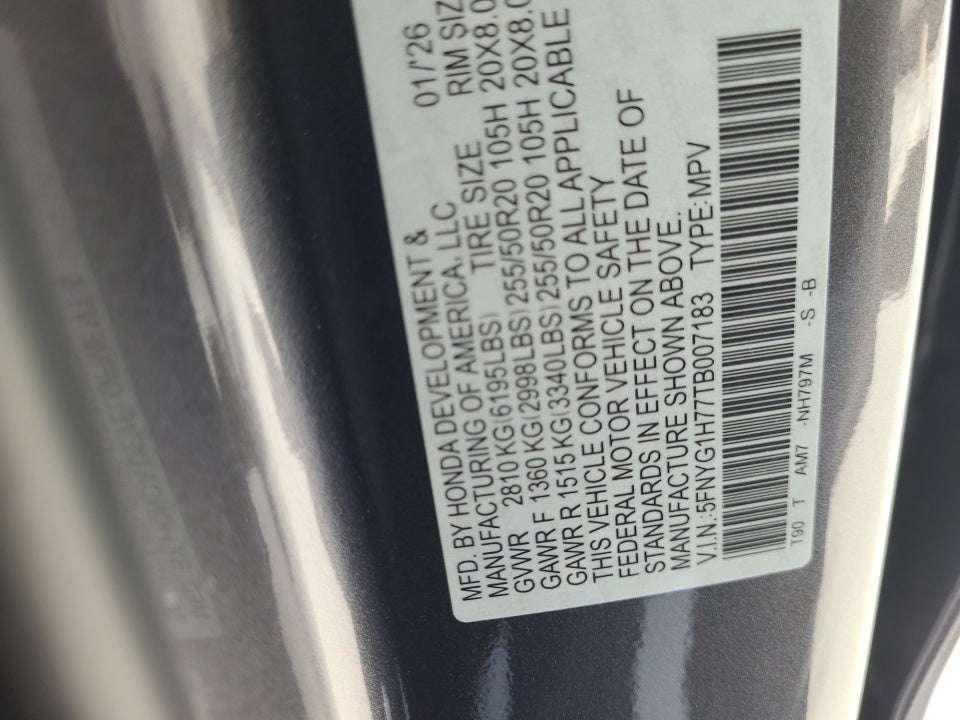 MFD. BY HONDA DEVELOPMENT & 01/'26
MANUFACTURING OF AMERICA, LLC
GVWR 2810 KG(6195LBS) TIRE SIZE RIM SIZ
GAWR F 1360 KG(2998LBS) 255/50R20 105H 20X8.0
GAWR R 1515 KG(3340LBS) 255/50R20 105H 20X8.0
THIS VEHICLE CONFORMS TO ALL APPLICABLE
FEDERAL MOTOR VEHICLE SAFETY
STANDARDS IN EFFECT ON THE DATE OF
MANUFACTURE SHOWN ABOVE.
V.I.N.:5FNYG1H77TB007183 TYPE:MPV
T90 T AM7 -NH797M -S -B